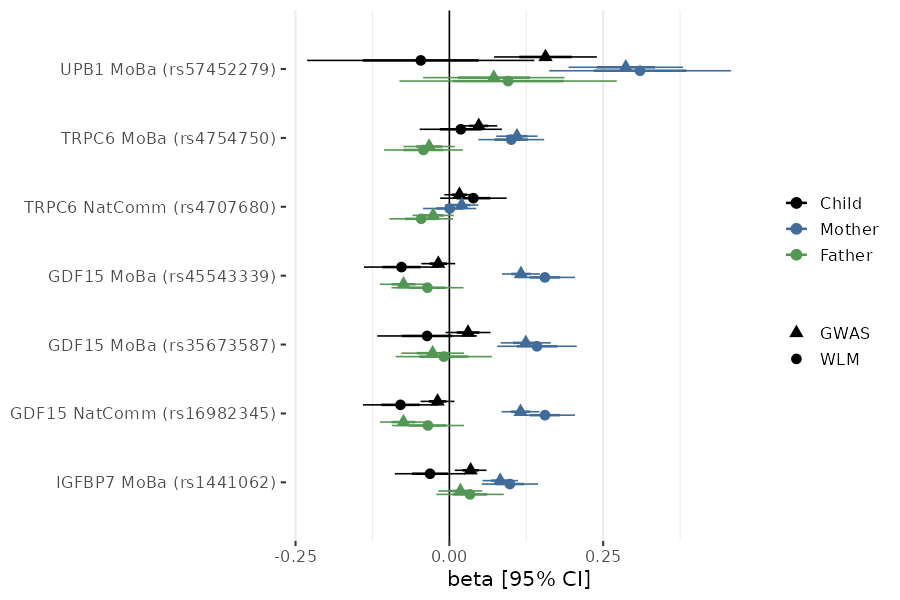 UPB1 MoBa (rs57452279)
TRPC6 MoBa (rs4754750)
TRPC6 NatComm (rs4707680)
GDF15 MoBa (rs45543339)
GDF15 MoBa (rs35673587)
GDF15 NatComm (rs16982345)
IGFBP7 MoBa (rs1441062)
-0.25 0.00 0.25
beta [95% CI]
Child
Mother
Father
GWAS
WLM